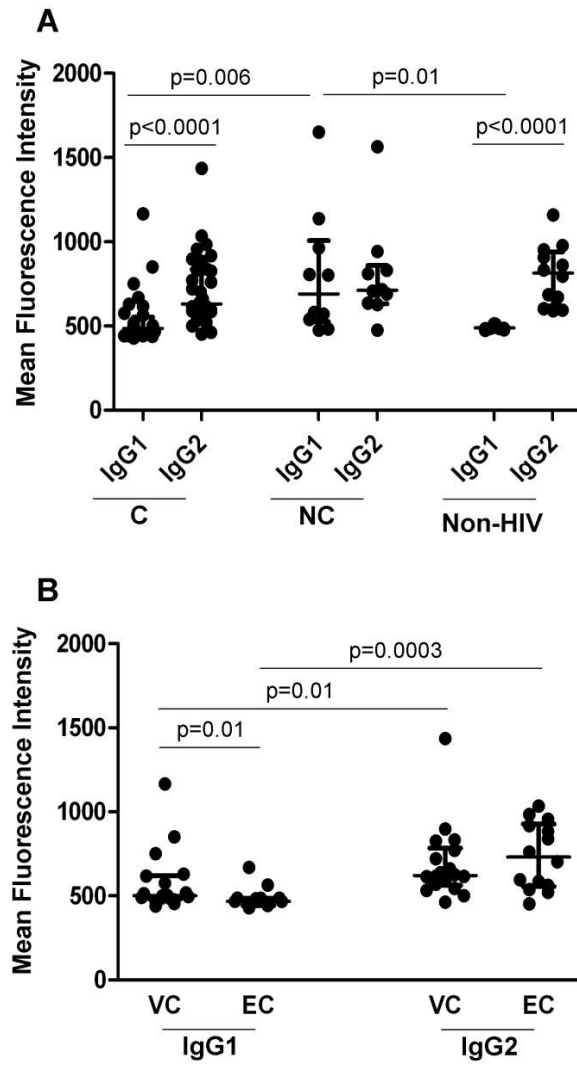 A
Mean Fluorescence Intensity
2000
1500
1000
500
0
p=0.006
p=0.01
p<0.0001
p<0.0001
IgG1
IgG2
IgG1
IgG2
IgG1
IgG2
C
NC
Non-HIV
B
Mean Fluorescence Intensity
2000
1500
1000
500
0
p=0.0003
p=0.01
p=0.01
VC
EC
VC
EC
IgG1
IgG2